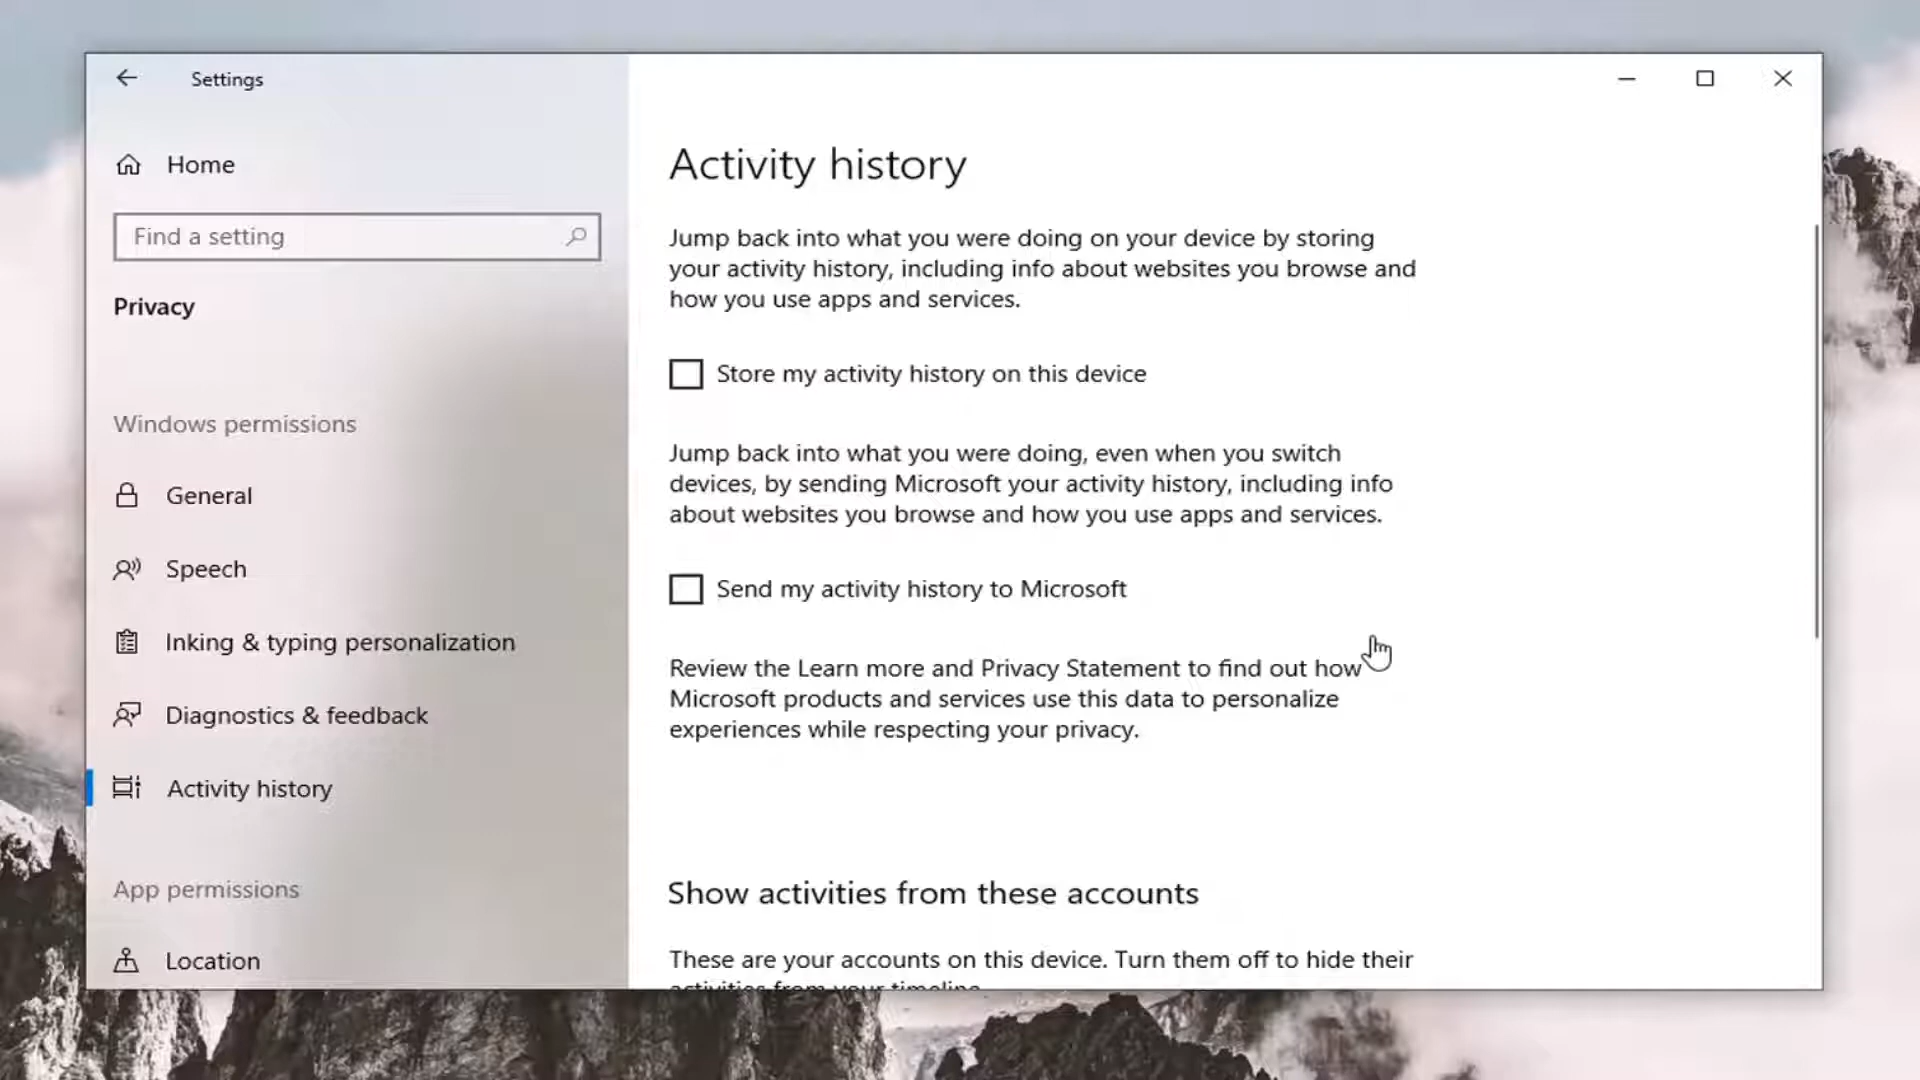 Settings
Home
Find a setting
Privacy
Windows permissions
General
Speech
Inking & typing personalization
Diagnostics & feedback
Activity history
App permissions
Location
Activity history
Jump back into what you were doing on your device by storing
your activity history, including info about websites you browse and
how you use apps and services.
Store my activity history on this device
Jump back into what you were doing, even when you switch
devices, by sending Microsoft your activity history, including info
about websites you browse and how you use apps and services.
Send my activity history to Microsoft
Review the Learn more and Privacy Statement to find out how
Microsoft products and services use this data to personalize
experiences while respecting your privacy.
Show activities from these accounts
These are your accounts on this device. Turn them off to hide their
activities from your timeline.